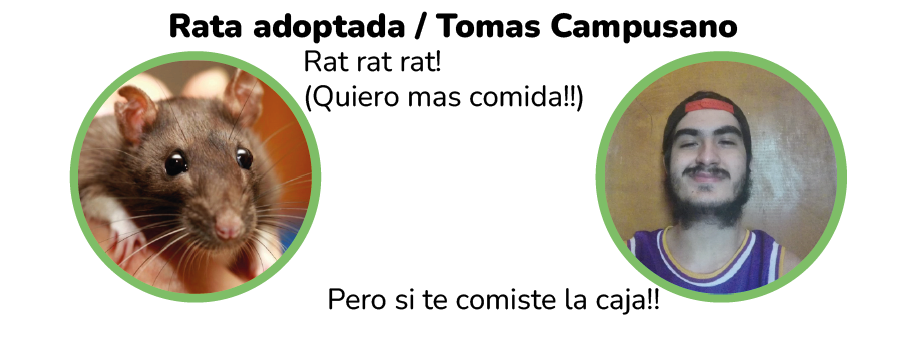 Rata adoptada / Tomas Campusano
Rat rat rat!
(Quiero mas comida!!)
Pero si te comiste la caja!!